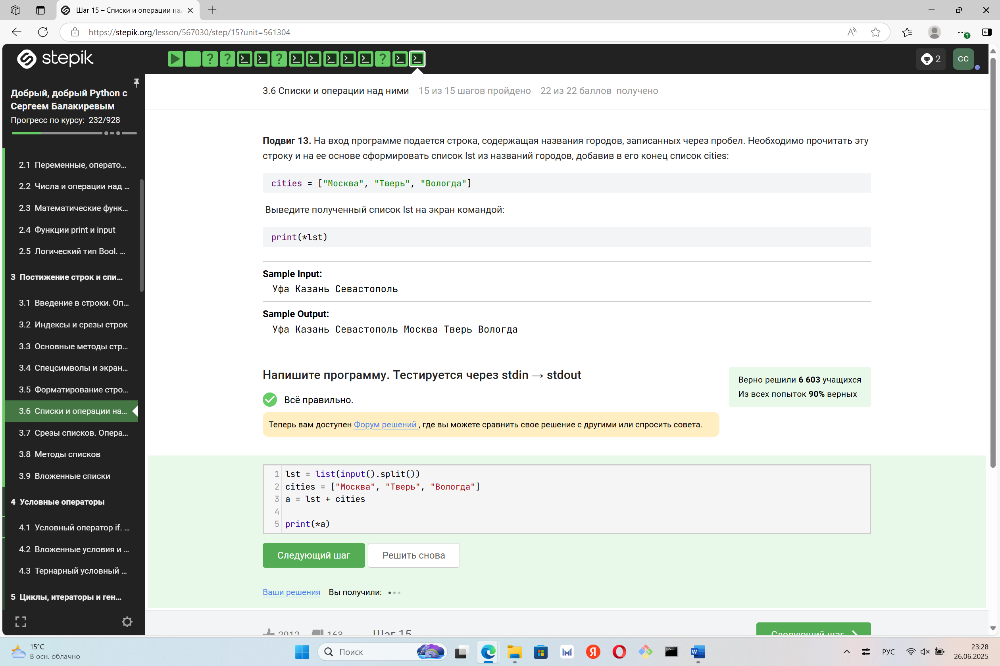 Шаг 15 – Списки и операции на
https://stepik.org/lesson/567030/step/15?unit=561304
stepik
2
CC
Добрый, добрый Python с
Сергеем Балакиревым
Прогресс по курсу: 232/928
2.1 Переменные, операто...
2.2 Числа и операции над ...
2.3 Математические функ...
2.4 Функции print и input
2.5 Логический тип Bool. ...
3 Постижение строк и спи...
3.1 Введение в строки. Оп...
3.2 Индексы и срезы строк
3.3 Основные методы стр...
3.4 Спецсимволы и экран...
3.5 Форматирование стро...
3.6 Списки и операции на...
3.7 Срезы списков. Опера...
3.8 Методы списков
3.9 Вложенные списки
4 Условные операторы
4.1 Условный оператор if. ...
4.2 Вложенные условия и ...
4.3 Тернарный условный ...
5 Циклы, итераторы и ген...
3.6 Списки и операции над ними 15 из 15 шагов пройдено 22 из 22 баллов получено
Подвиг 13. На вход программе подается строка, содержащая названия городов, записанных через пробел. Необходимо прочитать эту
строку и на ее основе сформировать список lst из названий городов, добавив в его конец список cities:
cities = ["Москва", "Тверь", "Вологда"]
Выведите полученный список lst на экран командой:
print(*lst)
Sample Input:
Уфа Казань Севастополь
Sample Output:
Уфа Казань Севастополь Москва Тверь Вологда
Напишите программу. Тестируется через stdin → stdout
Верно решили 6 603 учащихся
Из всех попыток 90% верных
Всё правильно.
Теперь вам доступен Форум решений , где вы можете сравнить свое решение с другими или спросить совета.
1 lst = list(input().split())
2 cities = ["Москва", "Тверь", "Вологда"]
3 a = lst + cities
4
5 print(*a)
Следующий шаг
Решить снова
Ваши решения Вы получили:
2912 163 Шаг 15 Следующий шаг
15°C
В осн. облачно
Поиск
РУС
23:28
26.06.2025